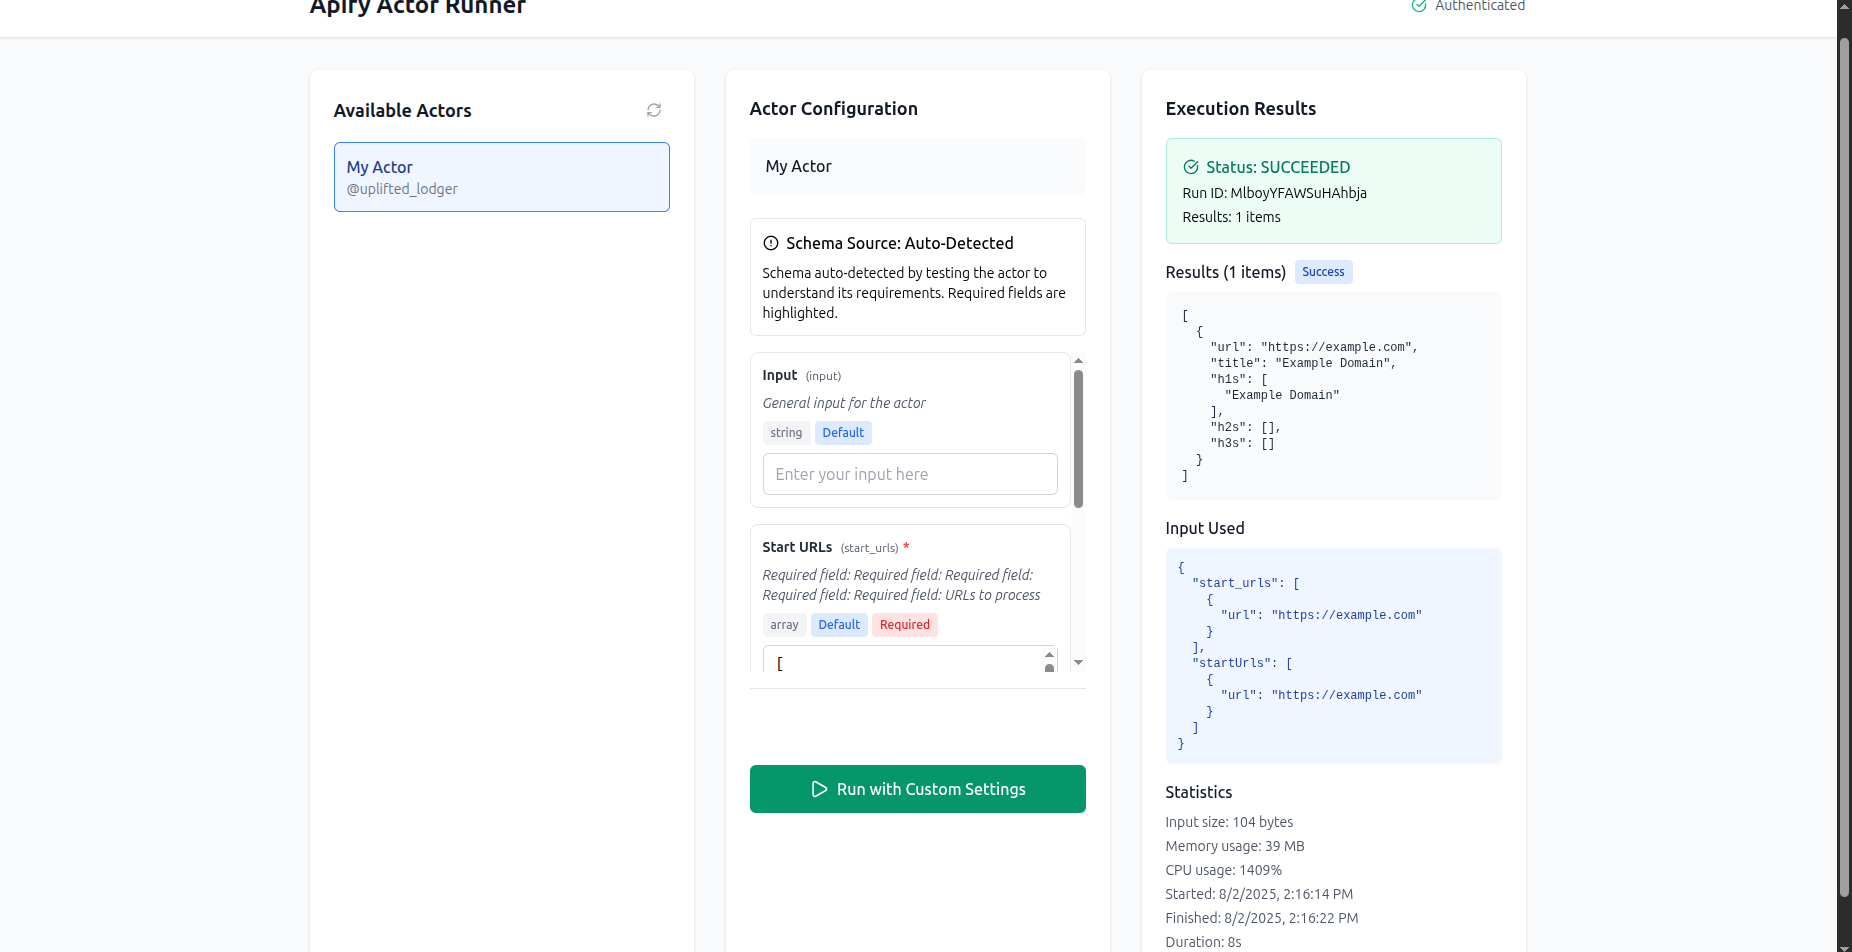 Apify Actor Runner
Authenticated
Available Actors
My Actor
@uplifted_lodger
Actor Configuration
My Actor
Schema Source: Auto-Detected
Schema auto-detected by testing the actor to
understand its requirements. Required fields are
highlighted.
Input (input)
General input for the actor
string Default
Enter your input here
Start URLs (start_urls) *
Required field: Required field: Required field:
Required field: Required field: URLs to process
array Default Required
[
Run with Custom Settings
Execution Results
Status: SUCCEEDED
Run ID: MlboyYFAWSuHAhbja
Results: 1 items
Results (1 items) Success
[
  {
    "url": "https://example.com",
    "title": "Example Domain",
    "h1s": [
      "Example Domain"
    ],
    "h2s": [],
    "h3s": []
  }
]
Input Used
{
  "start_urls": [
    {
      "url": "https://example.com"
    }
  ],
  "startUrls": [
    {
      "url": "https://example.com"
    }
  ]
}
Statistics
Input size: 104 bytes
Memory usage: 39 MB
CPU usage: 1409%
Started: 8/2/2025, 2:16:14 PM
Finished: 8/2/2025, 2:16:22 PM
Duration: 8s